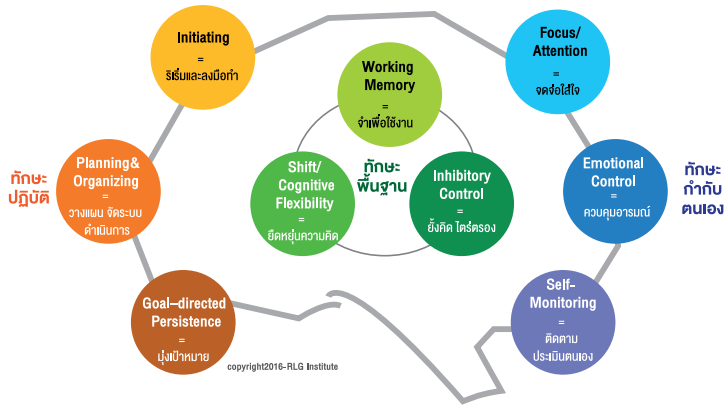 Initiating
=
ริเริ่มและลงมือทำ
Focus/
Attention
=
จดจ่อใส่ใจ
Working
Memory
=
จำเพื่อใช้งาน
ทักษะ
ปฏิบัติ
Planning&
Organizing
=
วางแผน จัดระบบ
ดำเนินการ
Shift/
Cognitive
Flexibility
=
ยืดหยุ่นความคิด
ทักษะ
พื้นฐาน
Inhibitory
Control
=
ยั้งคิด ไตร่ตรอง
Emotional
Control
=
ควบคุมอารมณ์
ทักษะ
กำกับ
ตนเอง
Goal–directed
Persistence
=
มุ่งเป้าหมาย
Self-
Monitoring
=
ติดตาม
ประเมินตนเอง
copyright2016-RLG Institute